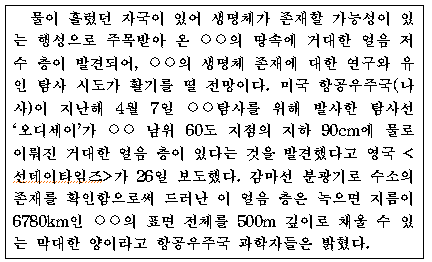 물이 흘렀던 자국이 있어 생명체가 존재할 가능성이 있
는 행성으로 주목받아 온 ○○의 땅속에 거대한 얼음 저
수 층이 발견되어, ○○의 생명체 존재에 대한 연구와 유
인 탐사 시도가 활기를 띨 전망이다. 미국 항공우주국(나
사)이 지난해 4월 7일 ○○탐사를 위해 발사한 탐사선
‘오디세이’가 ○○ 남위 60도 지점의 지하 90cm에 물로
이뤄진 거대한 얼음 층이 있다는 것을 발견했다고 영국 <
선데이타임즈>가 26일 보도했다. 감마선 분광기로 수소의
존재를 확인함으로써 드러난 이 얼음 층은 녹으면 지름이
6780km인 ○○의 표면 전체를 500m 깊이로 채울 수 있
는 막대한 양이라고 항공우주국 과학자들은 밝혔다.